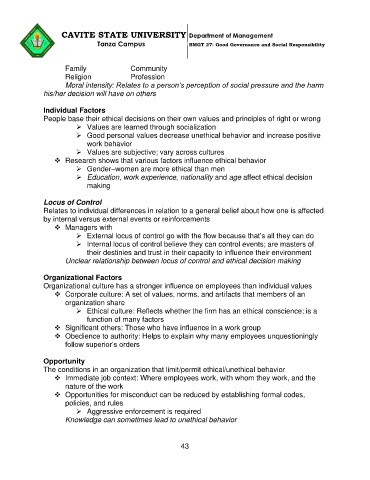 CAVITE STATE UNIVERSITY Department of Management
Tanza Campus BMGT 27- Good Governance and Social Responsibility
Family Community
Religion Profession
Moral intensity: Relates to a person's perception of social pressure and the harm
his/her decision will have on others
Individual Factors
People base their ethical decisions on their own values and principles of right or wrong
➢ Values are learned through socialization
➢ Good personal values decrease unethical behavior and increase positive
work behavior
➢ Values are subjective; vary across cultures
❖ Research shows that various factors influence ethical behavior
➢ Gender–women are more ethical than men
➢ Education, work experience, nationality and age affect ethical decision
making
Locus of Control
Relates to individual differences in relation to a general belief about how one is affected
by internal versus external events or reinforcements
❖ Managers with
➢ External locus of control go with the flow because that's all they can do
➢ Internal locus of control believe they can control events; are masters of
their destinies and trust in their capacity to influence their environment
Unclear relationship between locus of control and ethical decision making
Organizational Factors
Organizational culture has a stronger influence on employees than individual values
❖ Corporate culture: A set of values, norms, and artifacts that members of an
organization share
➢ Ethical culture: Reflects whether the firm has an ethical conscience; is a
function of many factors
❖ Significant others: Those who have influence in a work group
❖ Obedience to authority: Helps to explain why many employees unquestioningly
follow superior's orders
Opportunity
The conditions in an organization that limit/permit ethical/unethical behavior
❖ Immediate job context: Where employees work, with whom they work, and the
nature of the work
❖ Opportunities for misconduct can be reduced by establishing formal codes,
policies, and rules
➢ Aggressive enforcement is required
Knowledge can sometimes lead to unethical behavior
43